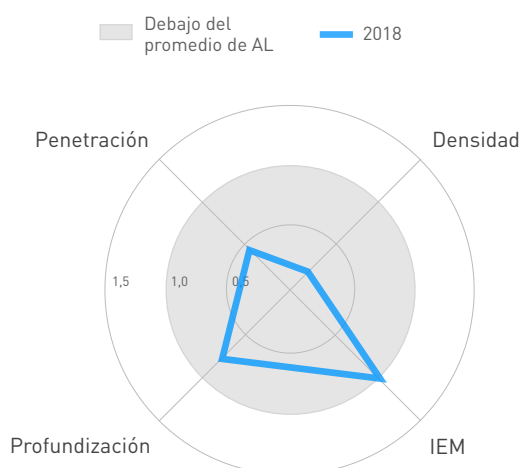 Debajo del
promedio de AL
2018
Penetración
Densidad
1,5
1,0
0,5
Profundización
IEM